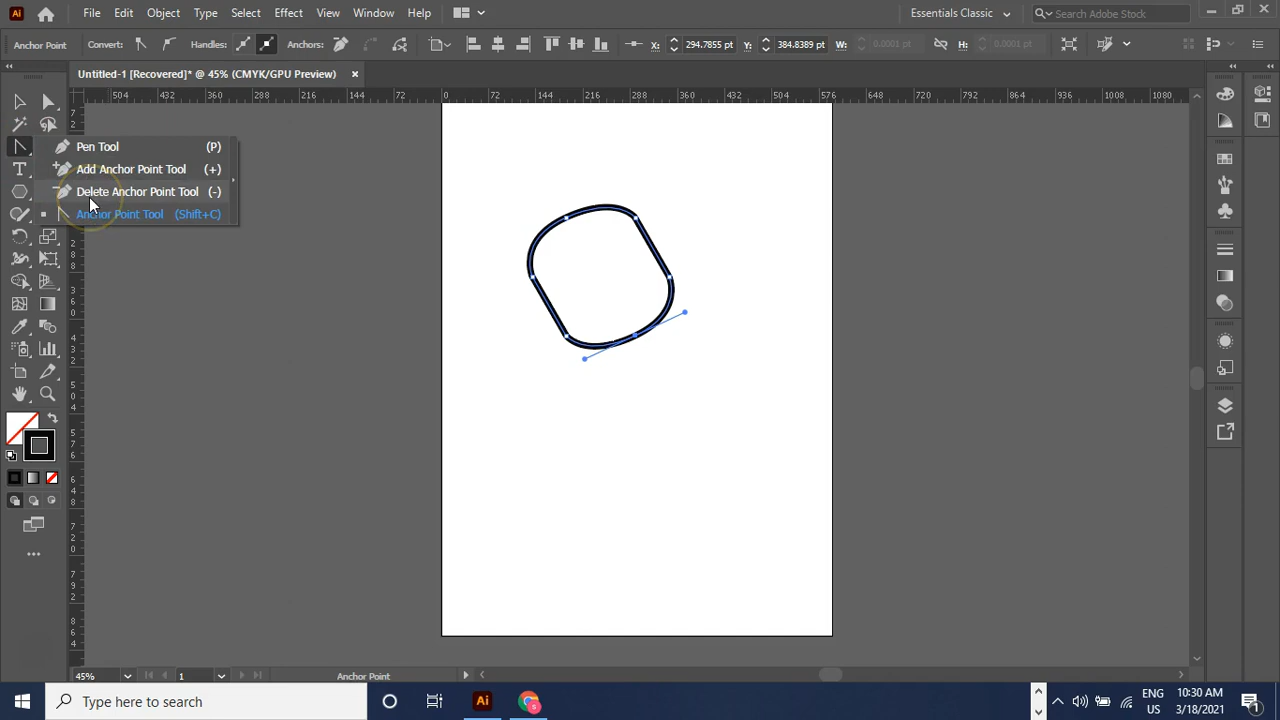 Ai File Edit Object Type Select Effect View Window Help Essentials Classic Search Adobe Stock
Anchor Point Convert: Handles: Anchors: X: 294.7855 pt Y: 384.8389 pt W: 0.0001 pt H: 0.0001 pt
Untitled-1 [Recovered]* @ 45% (CMYK/GPU Preview)
504 432 360 288 216 144 72 0 72 144 216 288 360 432 504 576 648 720 792 864 936 1008 1080
Pen Tool (P)
Add Anchor Point Tool (+)
Delete Anchor Point Tool (-)
Anchor Point Tool (Shift+C)
45% 1 Anchor Point
Type here to search Ai ENG 10:30 AM
US 3/18/2021 1